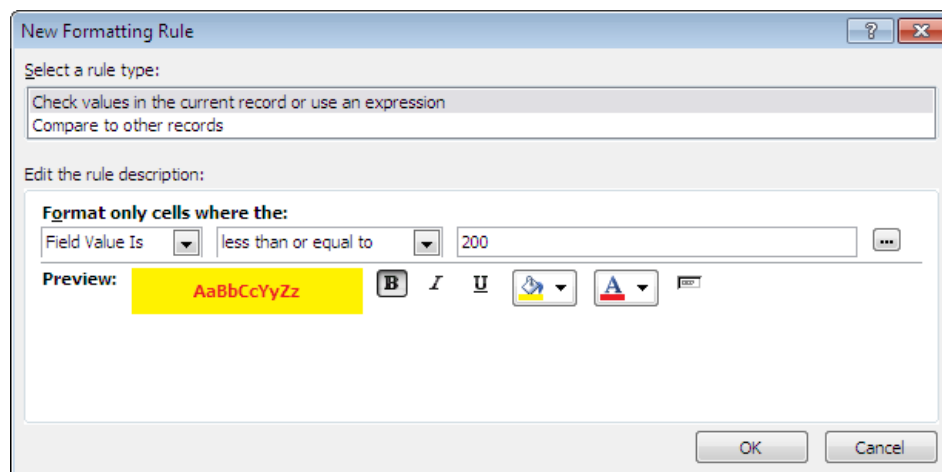 New Formatting Rule
Select a rule type:
Check values in the current record or use an expression
Compare to other records
Edit the rule description:
Format only cells where the:
Field Value Is less than or equal to 200 ...
Preview: AaBbCcYyZz B I U A
OK Cancel